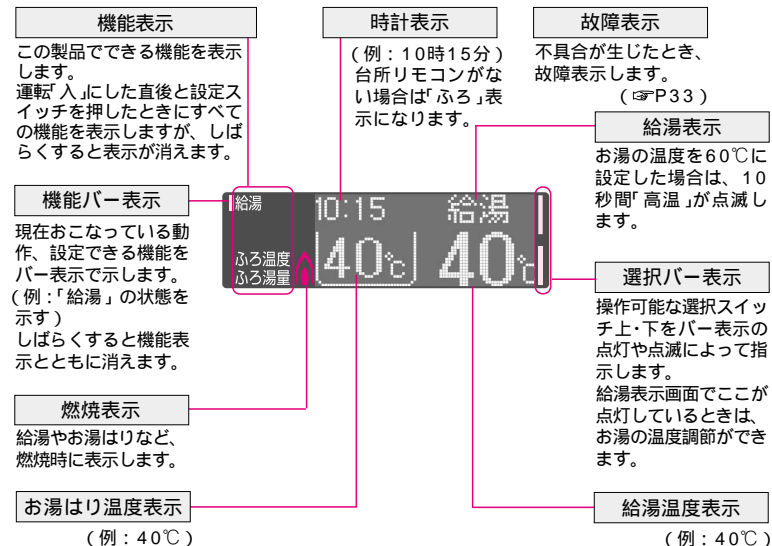 機能表示
この製品でできる機能を表示
します。
運転「入」にした直後と設定ス
イッチを押したときにすべて
の機能を表示しますが、しば
らくすると表示が消えます。
時計表示
(例：10時15分)
台所リモコンがな
い場合は「ふろ」表
示になります。
故障表示
不具合が生じたとき、
故障表示します。
(☞P33)
給湯表示
お湯の温度を60℃に
設定した場合は、10
秒間「高温」が点滅し
ます。
機能バー表示
現在おこなっている動
作、設定できる機能を
バー表示で示します。
(例：「給湯」の状態を
示す)
しばらくすると機能表
示とともに消えます。
給湯
ふろ温度
ふろ湯量
10:15
40℃
給湯
40℃
選択バー表示
操作可能な選択スイッ
チ上・下をバー表示の
点灯や点滅によって指
示します。
給湯表示画面でここが
点灯しているときは、
お湯の温度調節ができ
ます。
燃焼表示
給湯やお湯はりなど、
燃焼時に表示します。
お湯はり温度表示
(例：40℃)
給湯温度表示
(例：40℃)